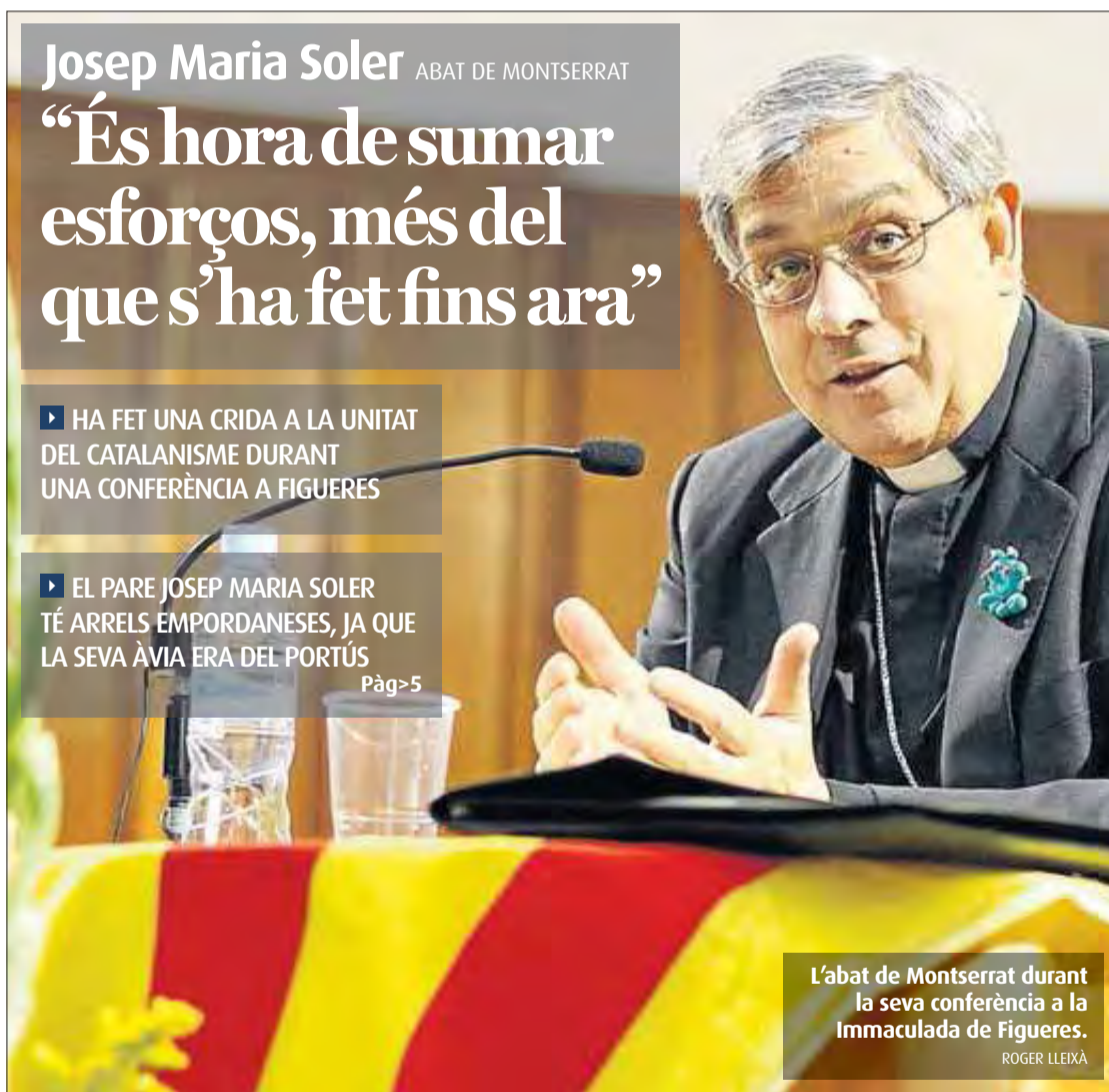 Josep Maria Soler ABAT DE MONTSERRAT
“És hora de sumar
esforços, més del
que s’ha fet fins ara”
HA FET UNA CRIDA A LA UNITAT
DEL CATALANISME DURANT
UNA CONFERÈNCIA A FIGUERES
EL PARE JOSEP MARIA SOLER
TÉ ARRELS EMPORDANESES, JA QUE
LA SEVA ÀVIA ERA DEL PORTÚS
Pàg>5
L’abat de Montserrat durant
la seva conferència a la
Immaculada de Figueres.
ROGER LLEIXÀ